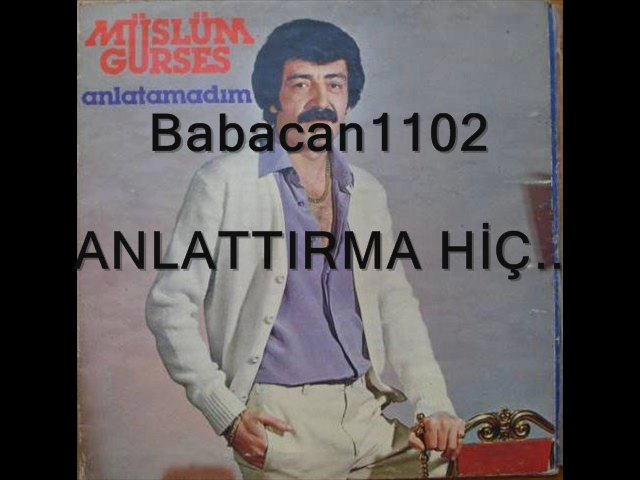 MÜSLÜM
GÜRSES
anlatamadım
Babacan1102
ANLATTIRMA HİÇ..